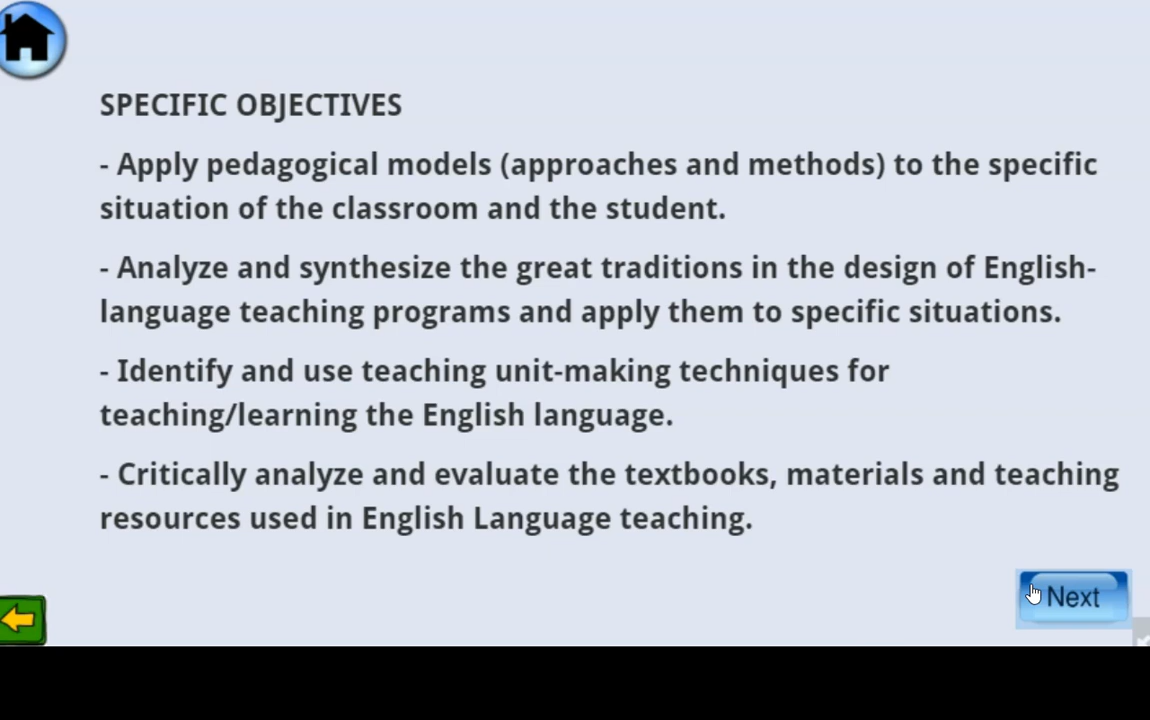 SPECIFIC OBJECTIVES
- Apply pedagogical models (approaches and methods) to the specific
situation of the classroom and the student.
- Analyze and synthesize the great traditions in the design of English-
language teaching programs and apply them to specific situations.
- Identify and use teaching unit-making techniques for
teaching/learning the English language.
- Critically analyze and evaluate the textbooks, materials and teaching
resources used in English Language teaching.
Next